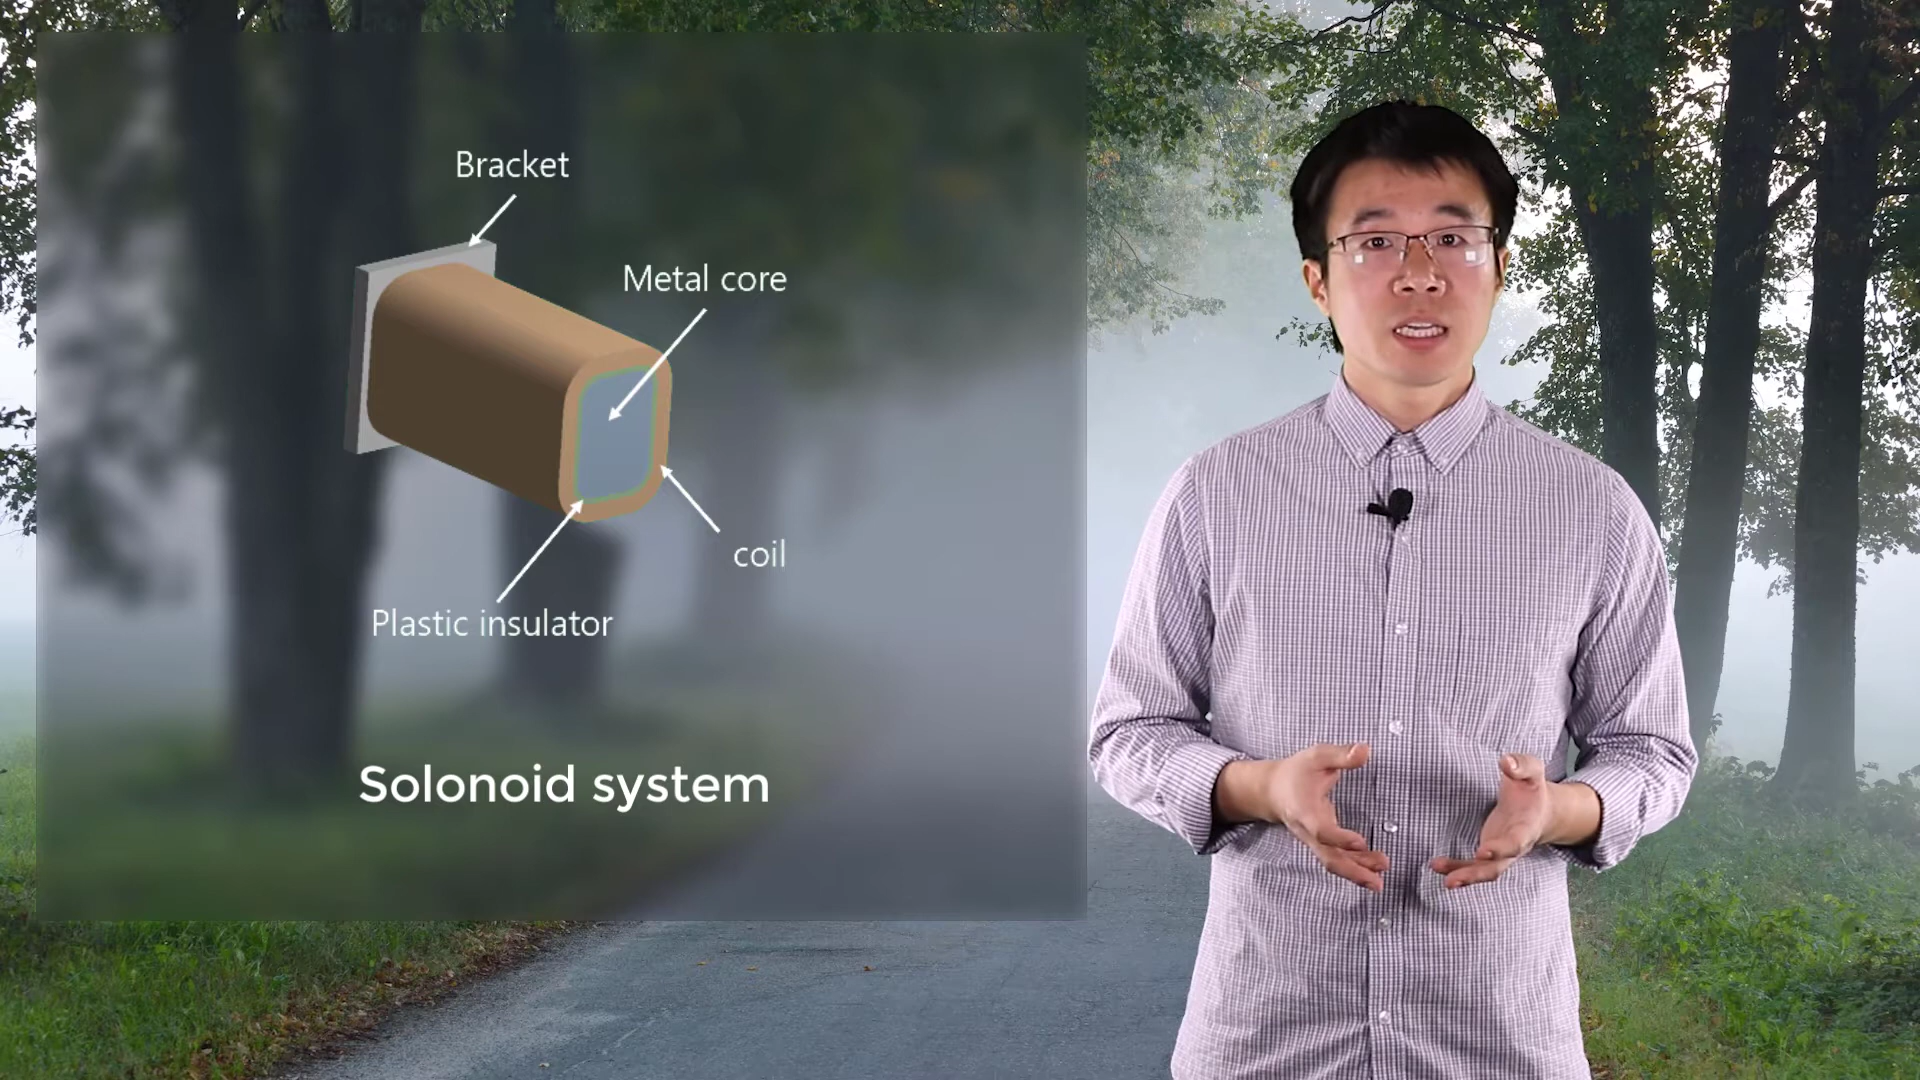 Bracket
Metal core
coil
Plastic insulator
Solonoid system